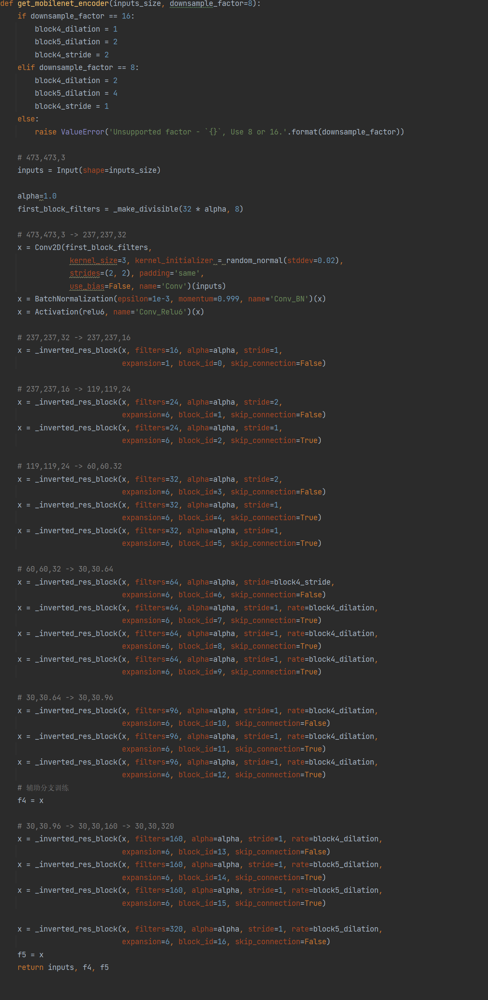 def get_mobilenet_encoder(inputs_size, downsample_factor=8):
    if downsample_factor == 16:
        block4_dilation = 1
        block5_dilation = 2
        block4_stride = 2
    elif downsample_factor == 8:
        block4_dilation = 2
        block5_dilation = 4
        block4_stride = 1
    else:
        raise ValueError('Unsupported factor - `{}`, Use 8 or 16.'.format(downsample_factor))

    # 473,473,3
    inputs = Input(shape=inputs_size)

    alpha=1.0
    first_block_filters = _make_divisible(32 * alpha, 8)

    # 473,473,3 -> 237,237,32
    x = Conv2D(first_block_filters,
                kernel_size=3, kernel_initializer = random_normal(stddev=0.02),
                strides=(2, 2), padding='same',
                use_bias=False, name='Conv')(inputs)
    x = BatchNormalization(epsilon=1e-3, momentum=0.999, name='Conv_BN')(x)
    x = Activation(relu6, name='Conv_Relu6')(x)

    # 237,237,32 -> 237,237,16
    x = _inverted_res_block(x, filters=16, alpha=alpha, stride=1,
                            expansion=1, block_id=0, skip_connection=False)

    # 237,237,16 -> 119,119,24
    x = _inverted_res_block(x, filters=24, alpha=alpha, stride=2,
                            expansion=6, block_id=1, skip_connection=False)
    x = _inverted_res_block(x, filters=24, alpha=alpha, stride=1,
                            expansion=6, block_id=2, skip_connection=True)

    # 119,119,24 -> 60,60.32
    x = _inverted_res_block(x, filters=32, alpha=alpha, stride=2,
                            expansion=6, block_id=3, skip_connection=False)
    x = _inverted_res_block(x, filters=32, alpha=alpha, stride=1,
                            expansion=6, block_id=4, skip_connection=True)
    x = _inverted_res_block(x, filters=32, alpha=alpha, stride=1,
                            expansion=6, block_id=5, skip_connection=True)

    # 60,60,32 -> 30,30.64
    x = _inverted_res_block(x, filters=64, alpha=alpha, stride=block4_stride,
                            expansion=6, block_id=6, skip_connection=False)
    x = _inverted_res_block(x, filters=64, alpha=alpha, stride=1, rate=block4_dilation,
                            expansion=6, block_id=7, skip_connection=True)
    x = _inverted_res_block(x, filters=64, alpha=alpha, stride=1, rate=block4_dilation,
                            expansion=6, block_id=8, skip_connection=True)
    x = _inverted_res_block(x, filters=64, alpha=alpha, stride=1, rate=block4_dilation,
                            expansion=6, block_id=9, skip_connection=True)

    # 30,30.64 -> 30,30.96
    x = _inverted_res_block(x, filters=96, alpha=alpha, stride=1, rate=block4_dilation,
                            expansion=6, block_id=10, skip_connection=False)
    x = _inverted_res_block(x, filters=96, alpha=alpha, stride=1, rate=block4_dilation,
                            expansion=6, block_id=11, skip_connection=True)
    x = _inverted_res_block(x, filters=96, alpha=alpha, stride=1, rate=block4_dilation,
                            expansion=6, block_id=12, skip_connection=True)
    # 辅助分支训练
    f4 = x

    # 30,30.96 -> 30,30,160 -> 30,30,320
    x = _inverted_res_block(x, filters=160, alpha=alpha, stride=1, rate=block4_dilation,
                            expansion=6, block_id=13, skip_connection=False)
    x = _inverted_res_block(x, filters=160, alpha=alpha, stride=1, rate=block5_dilation,
                            expansion=6, block_id=14, skip_connection=True)
    x = _inverted_res_block(x, filters=160, alpha=alpha, stride=1, rate=block5_dilation,
                            expansion=6, block_id=15, skip_connection=True)

    x = _inverted_res_block(x, filters=320, alpha=alpha, stride=1, rate=block5_dilation,
                            expansion=6, block_id=16, skip_connection=False)
    f5 = x
    return inputs, f4, f5